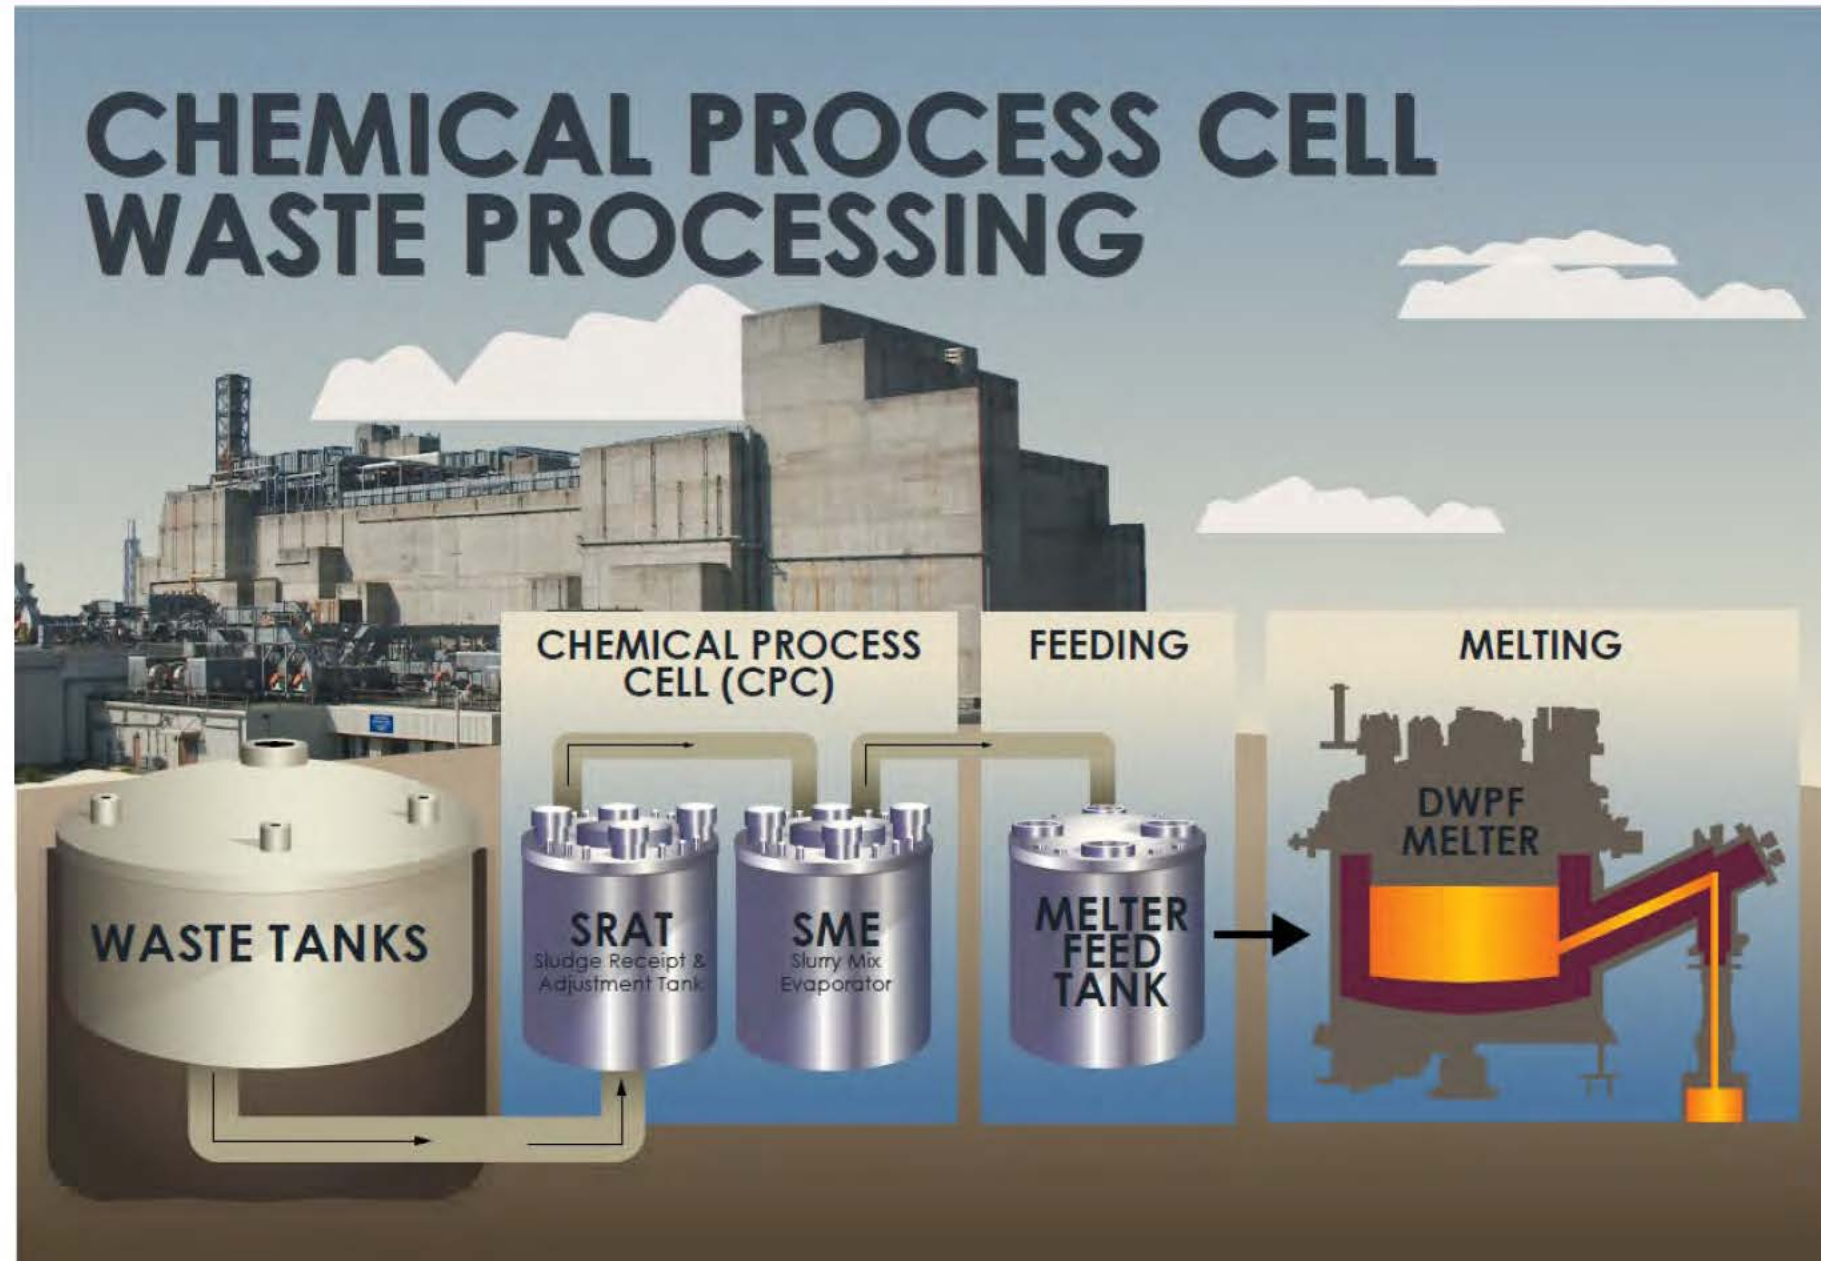 CHEMICAL PROCESS CELL
WASTE PROCESSING
CHEMICAL PROCESS
CELL (CPC)
FEEDING
MELTING
WASTE TANKS
SRAT
Sludge Receipt &
Adjustment Tank
SME
Slurry Mix
Evaporator
MELTER
FEED
TANK
DWPF
MELTER